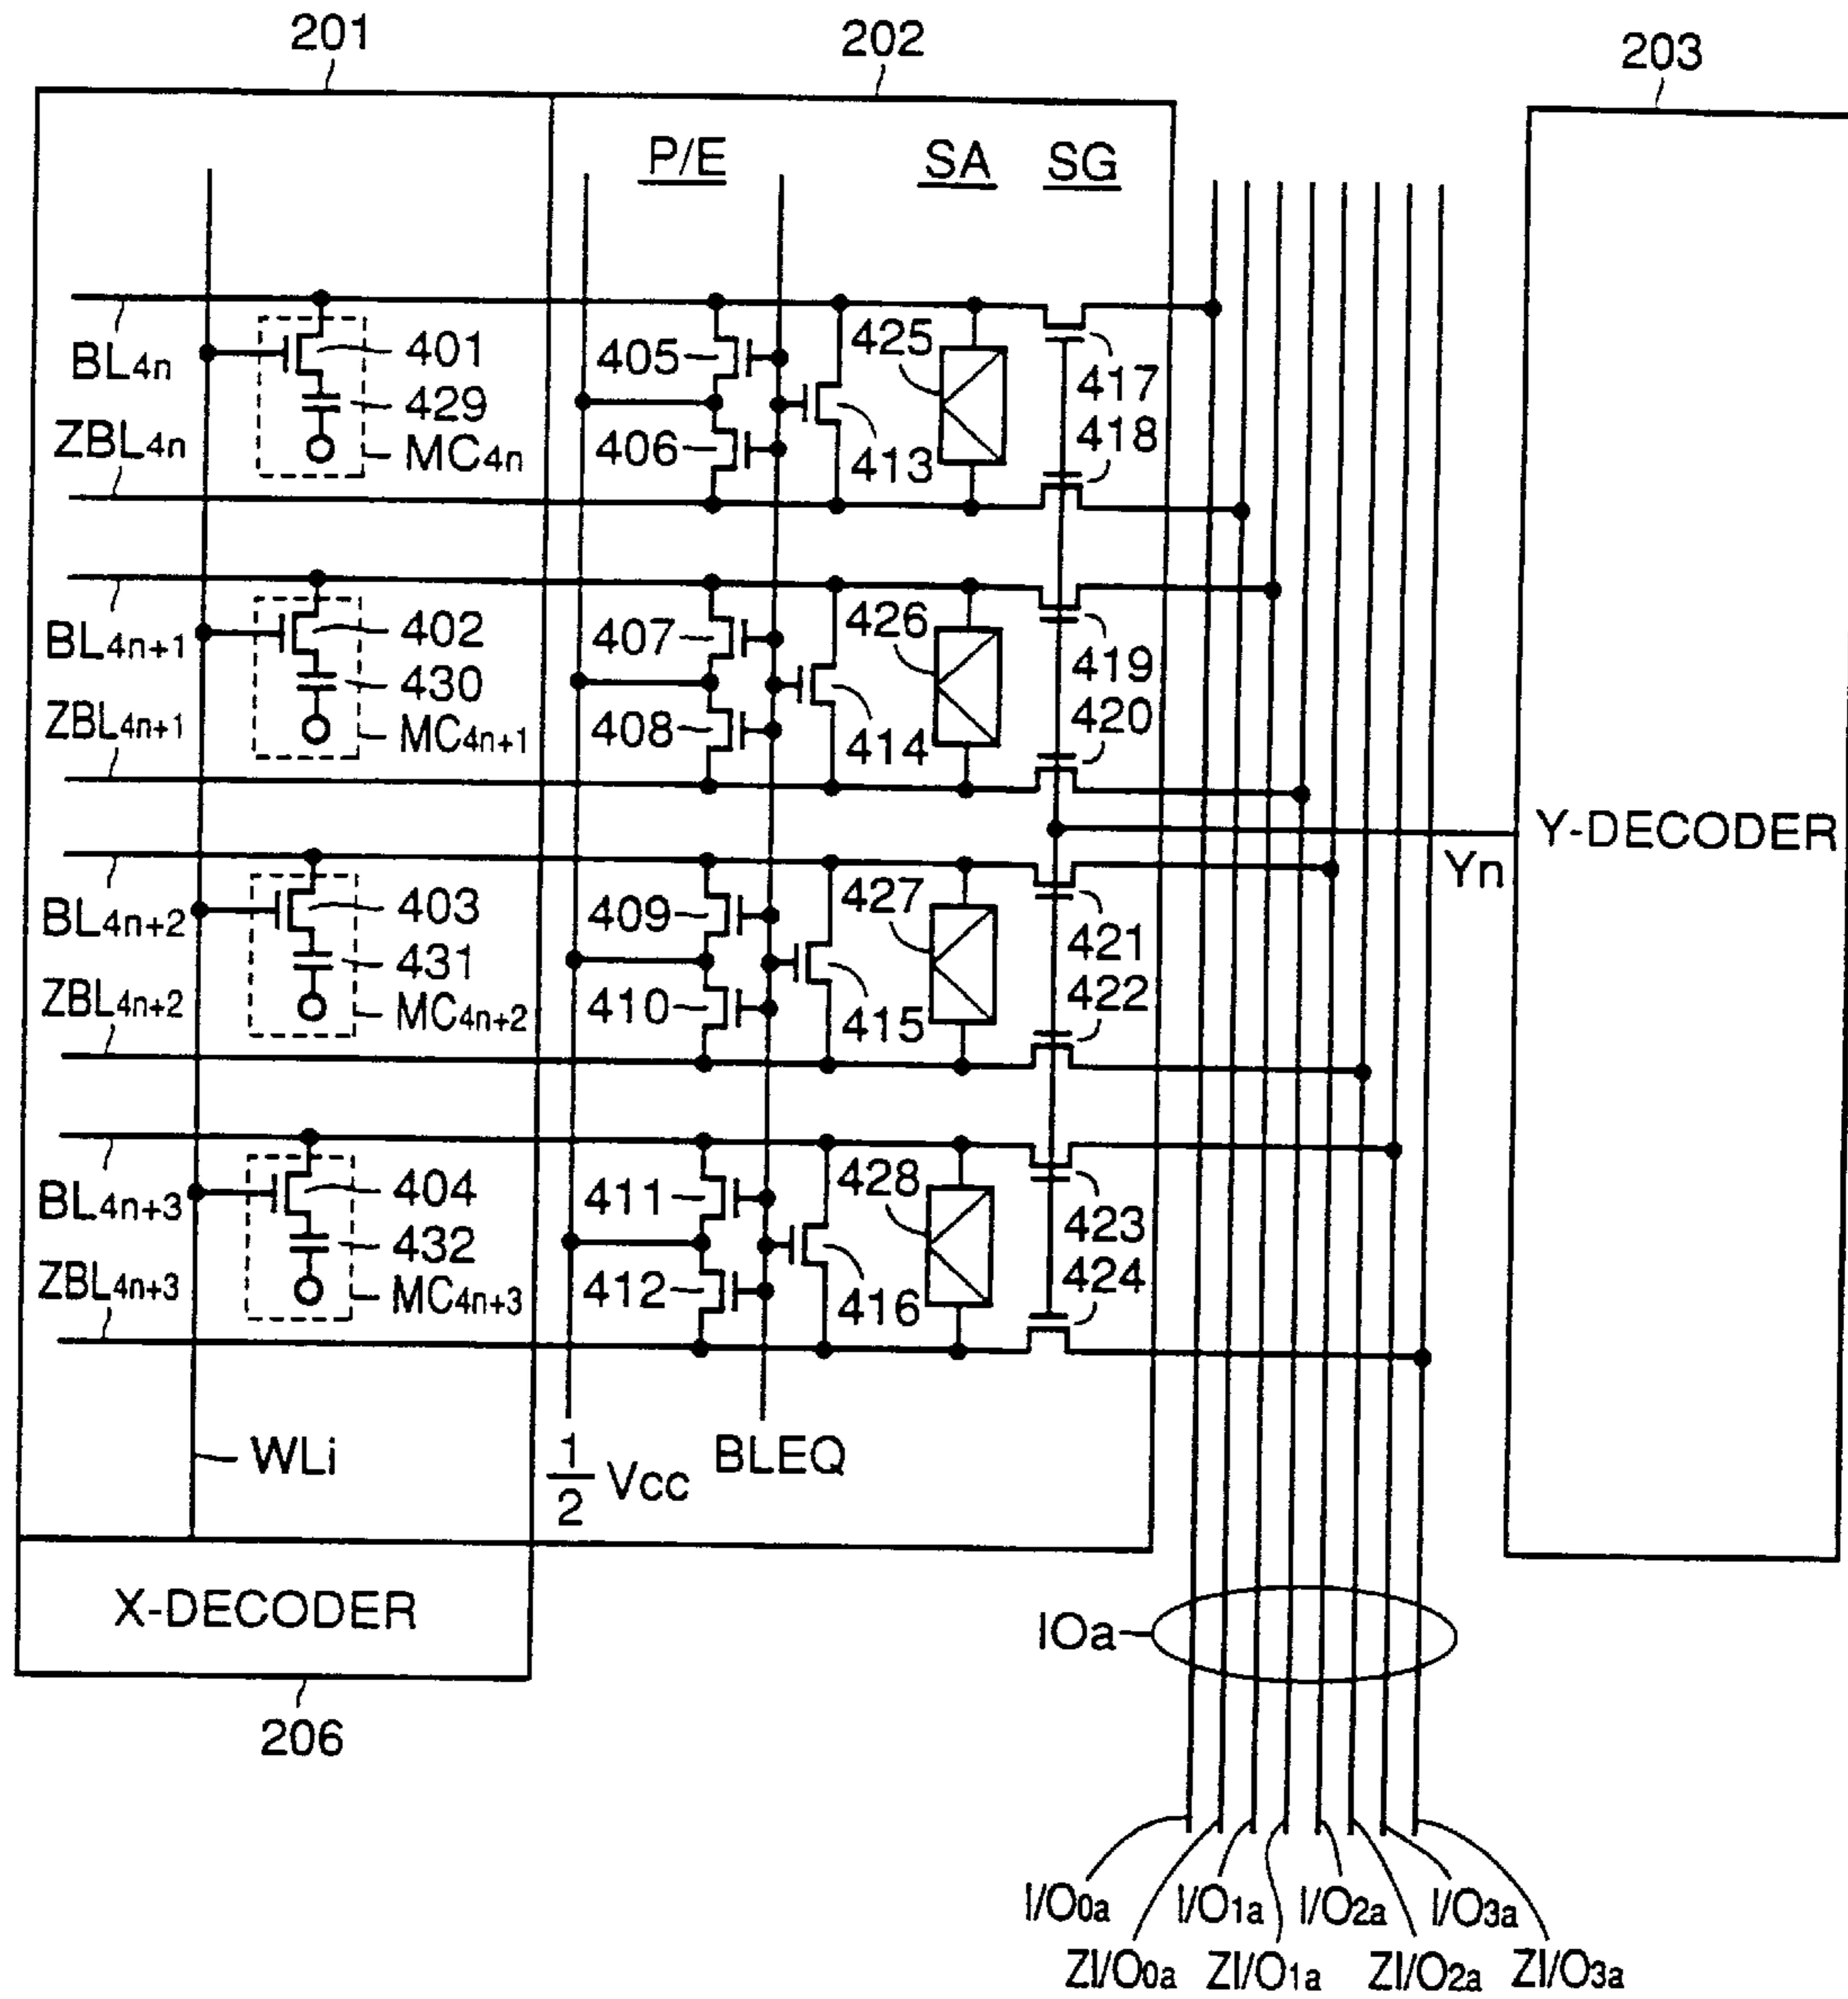 201
202
203
P/E
SA
SG
BL4n
401
405
425
417
429
418
ZBL4n
MC4n
406
413
BL4n+1
402
407
426
419
430
420
ZBL4n+1
MC4n+1
408
414
Y-DECODER
Yn
BL4n+2
403
409
427
421
431
422
ZBL4n+2
MC4n+2
410
415
BL4n+3
404
411
428
423
432
424
ZBL4n+3
MC4n+3
412
416
WLi
1/2 Vcc
BLEQ
X-DECODER
IOa
206
I/O0a
I/O1a
I/O2a
I/O3a
ZI/O0a
ZI/O1a
ZI/O2a
ZI/O3a